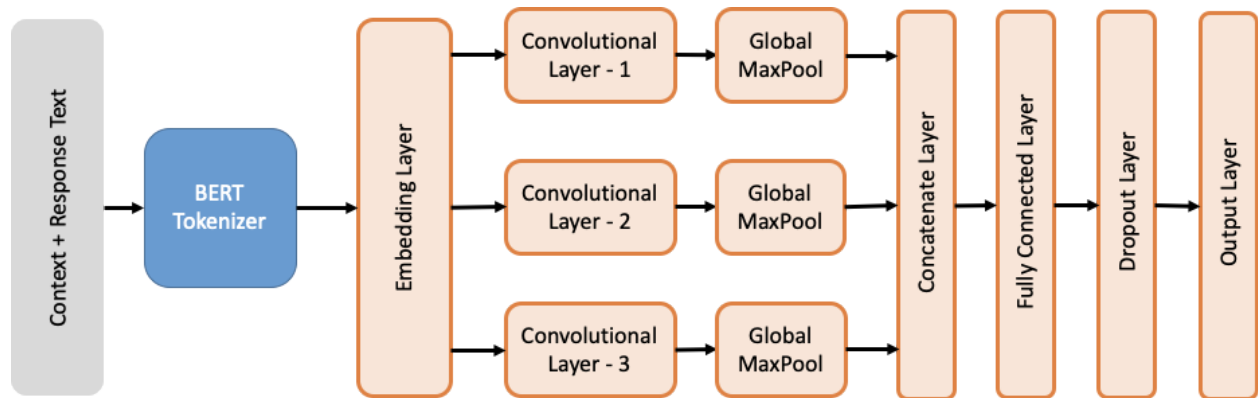 Context + Response Text
BERT
Tokenizer
Embedding Layer
Convolutional
Layer - 1
Global
MaxPool
Convolutional
Layer - 2
Global
MaxPool
Convolutional
Layer - 3
Global
MaxPool
Concatenate Layer
Fully Connected Layer
Dropout Layer
Output Layer